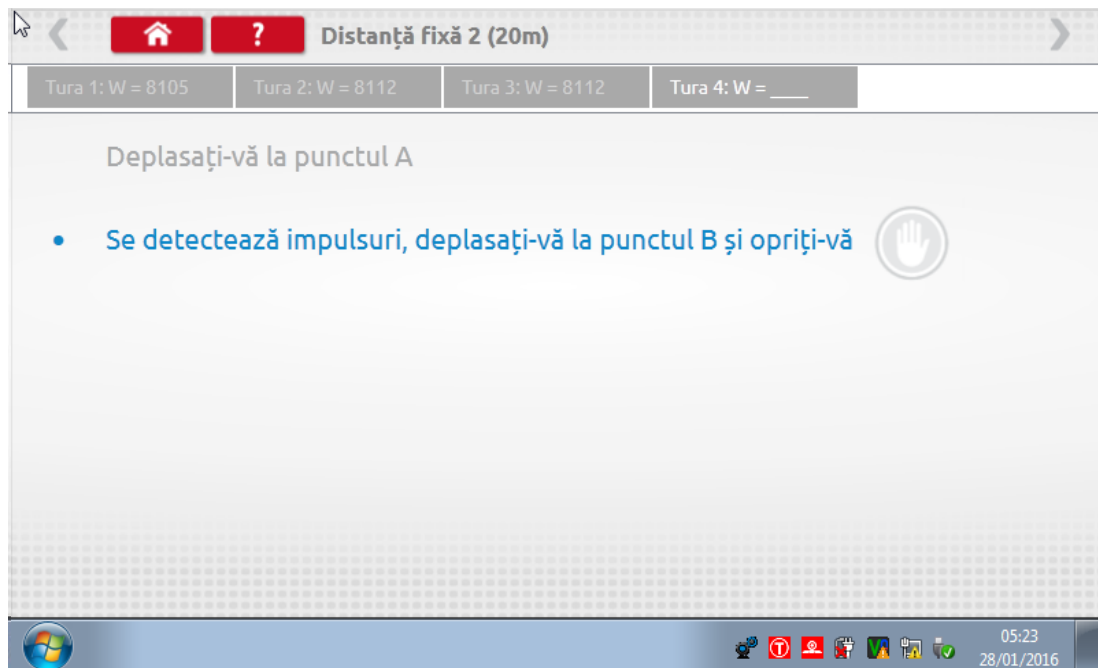 ? Distanță fixă 2 (20m)
Tura 1: W = 8105 Tura 2: W = 8112 Tura 3: W = 8112 Tura 4: W = ____
Deplasați-vă la punctul A
• Se detectează impulsuri, deplasați-vă la punctul B și opriți-vă
05:23
28/01/2016